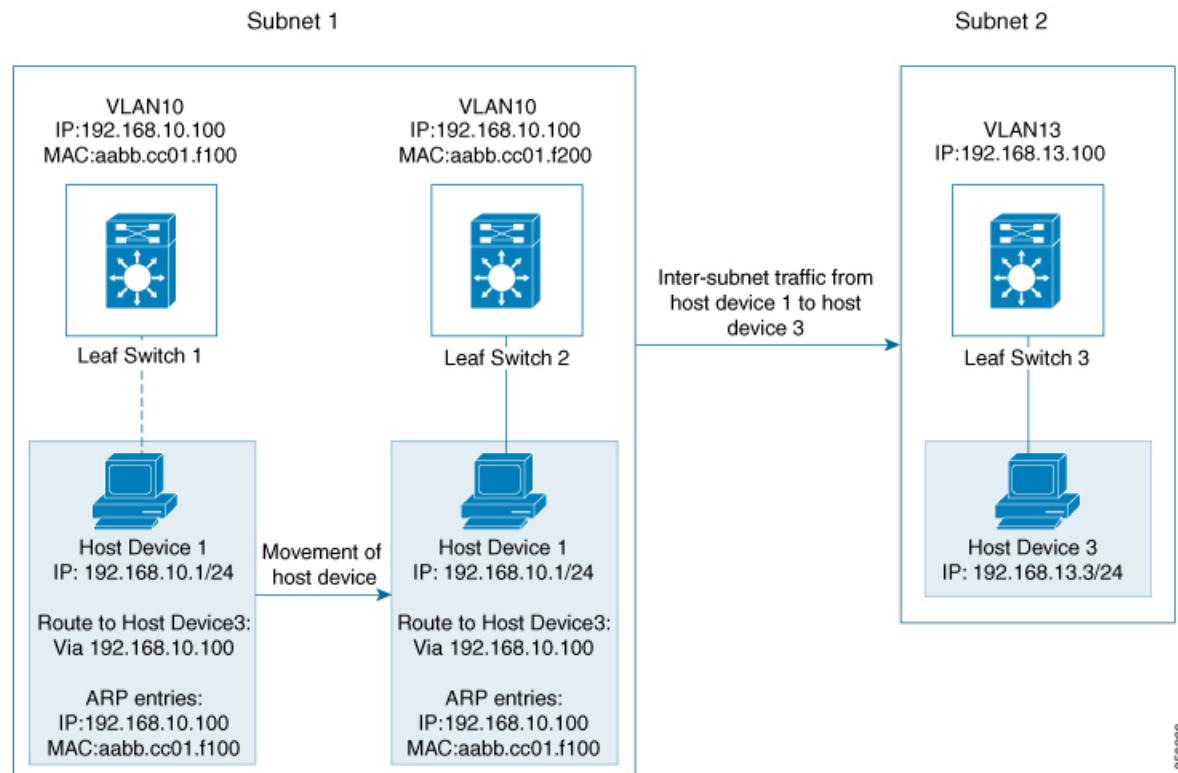 Subnet 1
Subnet 2
VLAN10
IP:192.168.10.100
MAC:aabb.cc01.f100
VLAN10
IP:192.168.10.100
MAC:aabb.cc01.f200
VLAN13
IP:192.168.13.100
Leaf Switch 1
Leaf Switch 2
Inter-subnet traffic from
host device 1 to host
device 3
Leaf Switch 3
Host Device 1
IP: 192.168.10.1/24
Route to Host Device3:
Via 192.168.10.100
ARP entries:
IP:192.168.10.100
MAC:aabb.cc01.f100
Movement of
host device
Host Device 1
IP: 192.168.10.1/24
Route to Host Device3:
Via 192.168.10.100
ARP entries:
IP:192.168.10.100
MAC:aabb.cc01.f100
Host Device 3
IP: 192.168.13.3/24